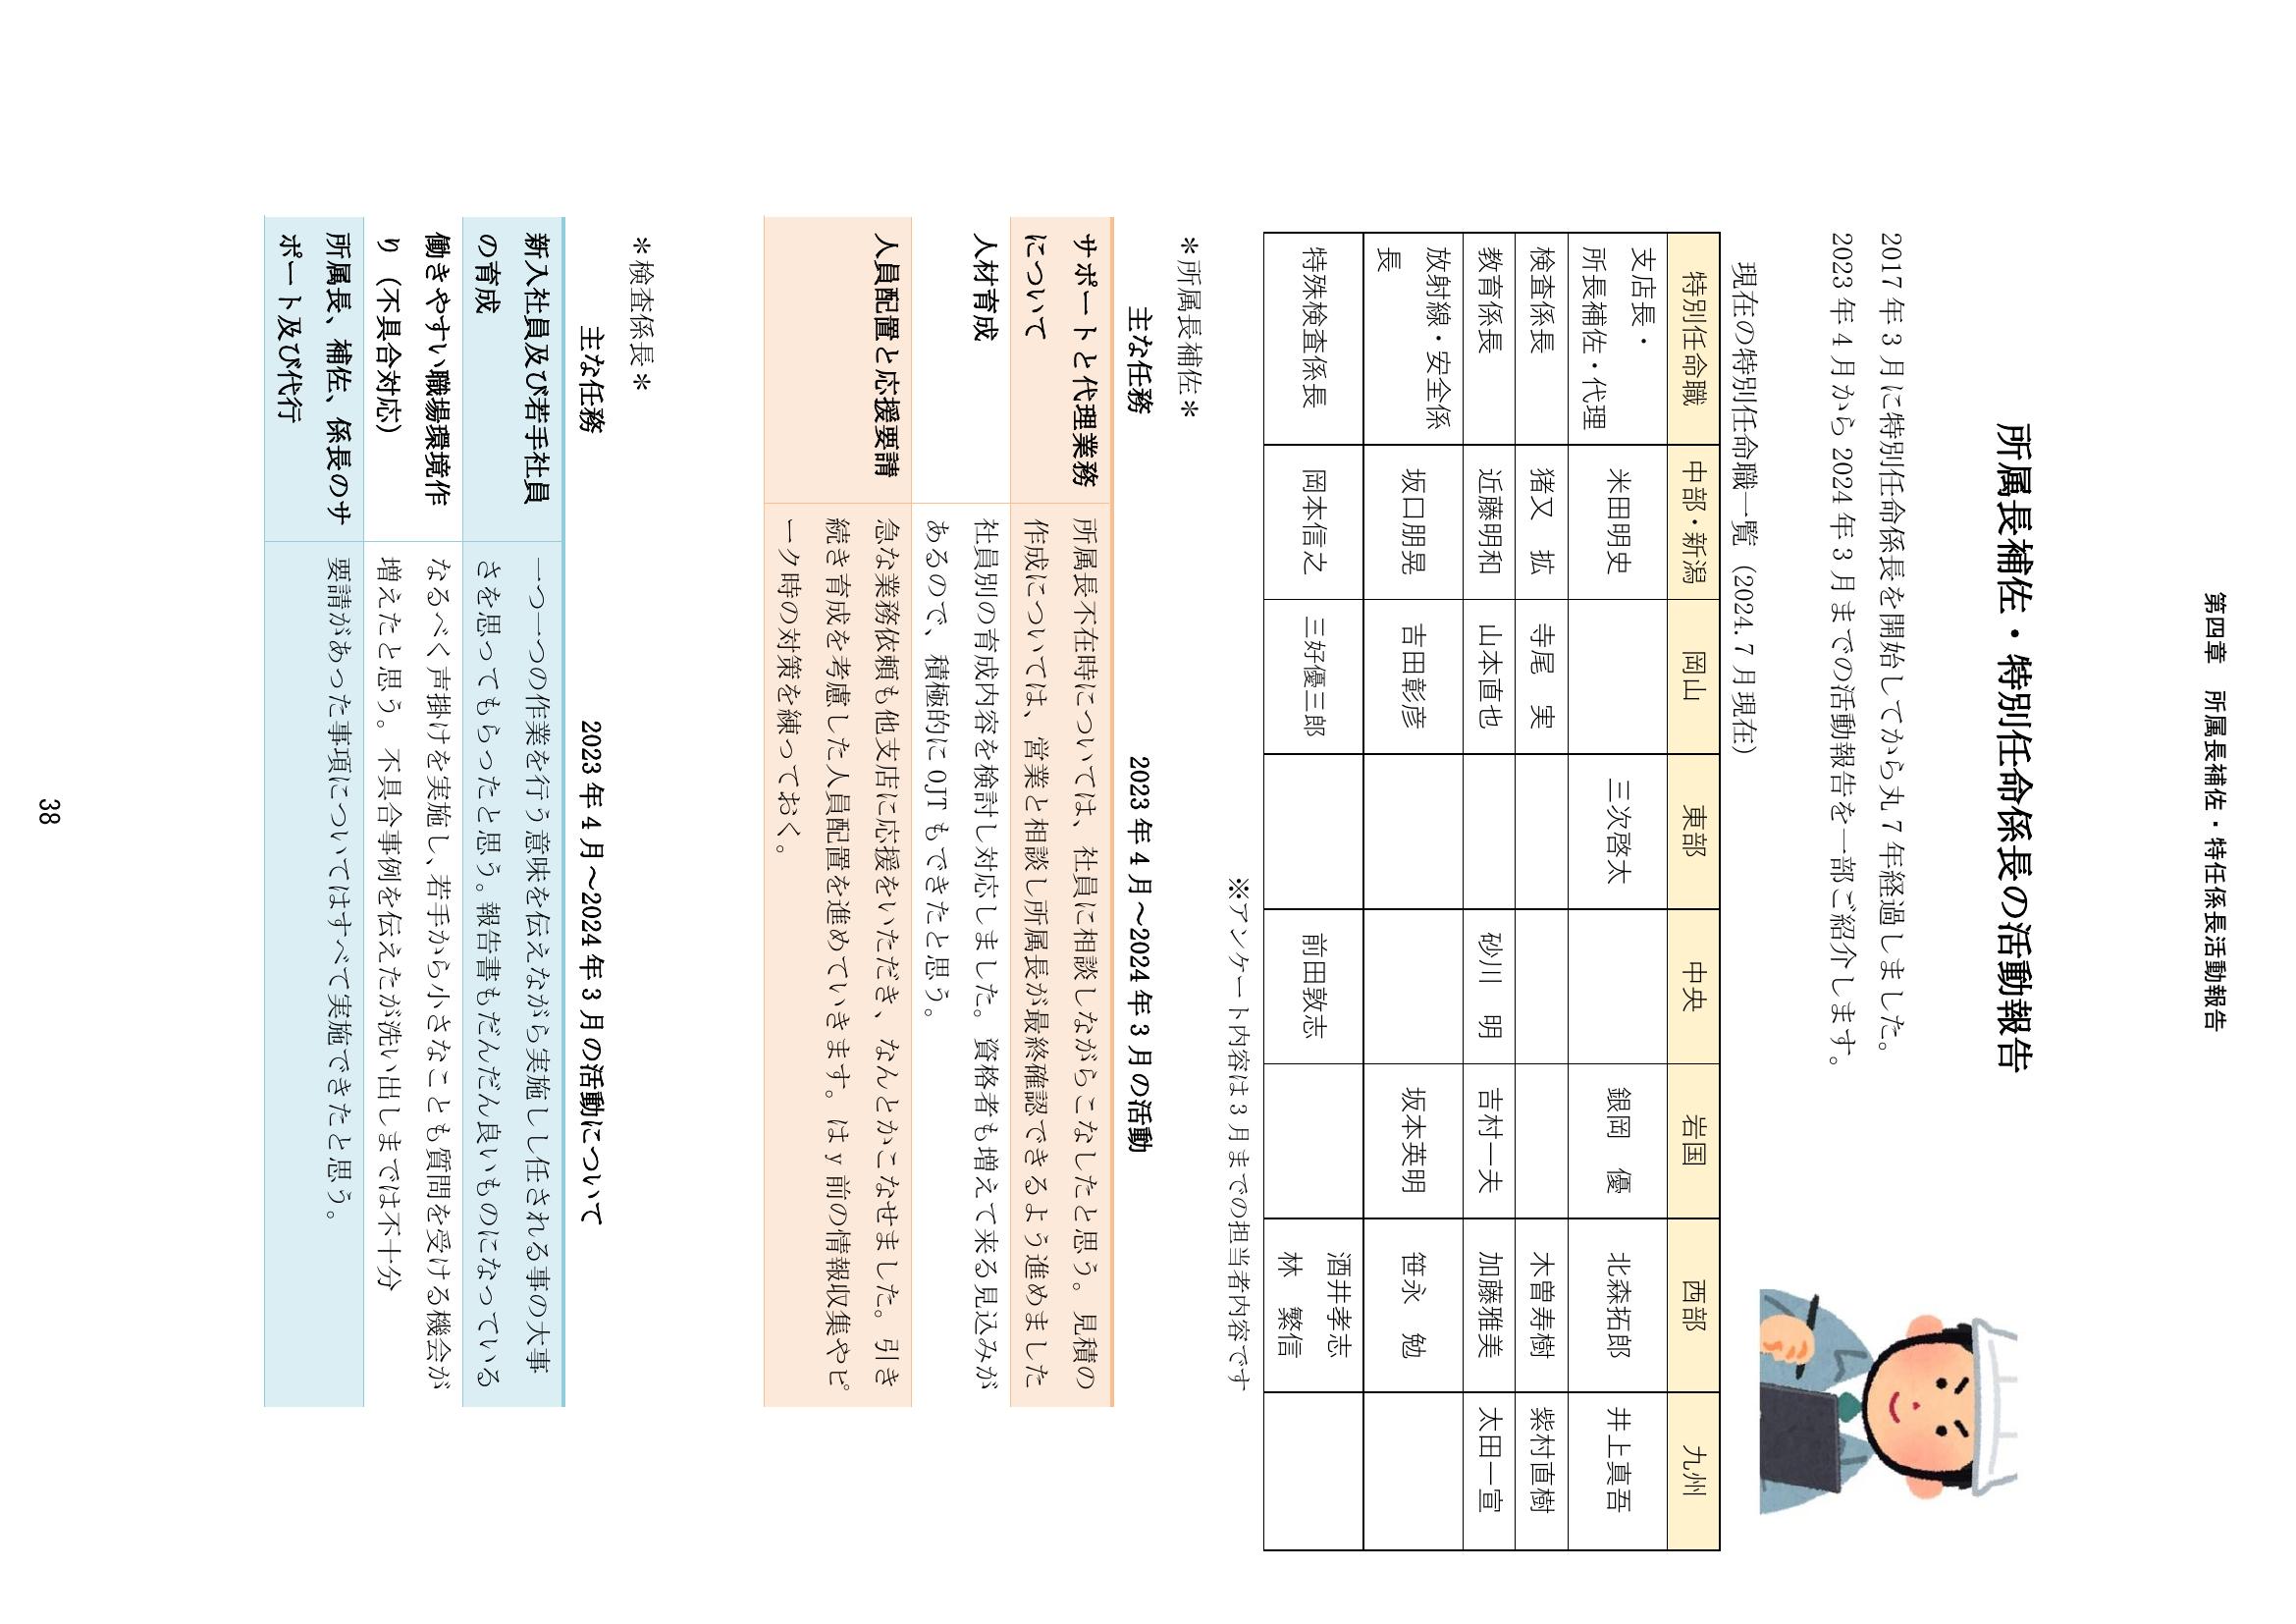 第四章　所属長補佐・特任係長活動報告
所属長補佐・特別任命係長の活動報告
2017 年 3 月に特別任命係長を開始してから丸 7 年経過しました。
2023 年 4 月から 2024 年 3 月までの活動報告を一部ご紹介します。
現在の特別任命職一覧（2024.7 月現在）
特別任命職 中部・新潟 岡山 東部 中央 岩国 西部 九州
支店長・
所長補佐・代理 米田明史 三次啓太 銀岡　優 北森拓郎 井上真吾
検査係長 猪又　拡 寺尾　実 木曽寿樹 紫村直樹
教育係長 近藤明和 山本直也 砂川　明 吉村一夫 加藤雅美 太田一宣
放射線・安全係
長 坂口朋晃 吉田彰彦 坂本英明 笹永　勉
特殊検査係長 岡本信之 三好優三郎 前田敦志 酒井孝志
林　繁信
※アンケート内容は 3 月までの担当者内容です
＊所属長補佐＊
主な任務 2023 年 4 月～2024 年 3 月の活動
サポートと代理業務 所属長不在時については、社員に相談しながらこなしたと思う。見積の
について 作成については、営業と相談し所属長が最終確認できるよう進めました
人材育成 社員別の育成内容を検討し対応しました。資格者も増えて来る見込みが
あるので、積極的に OJT もできたと思う。
人員配置と応援要請 急な業務依頼も他支店に応援をいただき、なんとかこなせました。引き
続き育成を考慮した人員配置を進めていきます。はｙ前の情報収集やピ
ーク時の対策を練っておく。
＊検査係長＊
主な任務 2023 年 4 月～2024 年 3 月の活動について
新入社員及び若手社員 一つ一つの作業を行う意味を伝えながら実施しし任される事の大事
の育成 さを思ってもらったと思う。報告書もだんだん良いものになっている
働きやすい職場環境作 なるべく声掛けを実施し、若手から小さなことも質問を受ける機会が
り（不具合対応） 増えたと思う。不具合事例を伝えたが洗い出しまでは不十分
所属長、補佐、係長のサ 要請があった事項についてはすべて実施できたと思う。
ポート及び代行
38